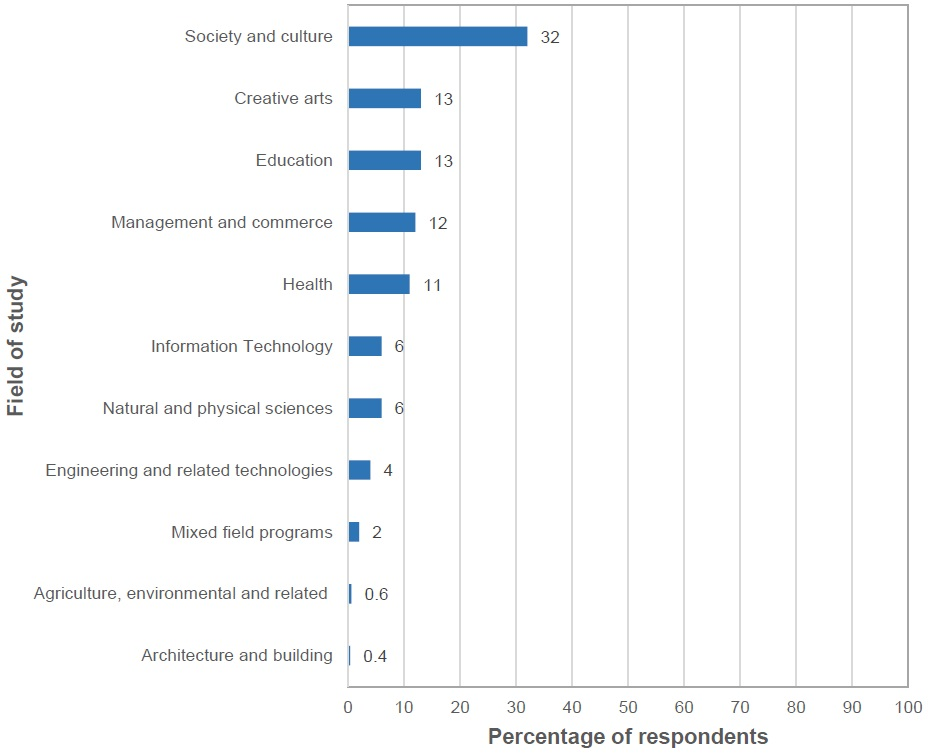 Field of study
Society and culture 32
Creative arts 13
Education 13
Management and commerce 12
Health 11
Information Technology 6
Natural and physical sciences 6
Engineering and related technologies 4
Mixed field programs 2
Agriculture, environmental and related 0.6
Architecture and building 0.4
0 10 20 30 40 50 60 70 80 90 100
Percentage of respondents